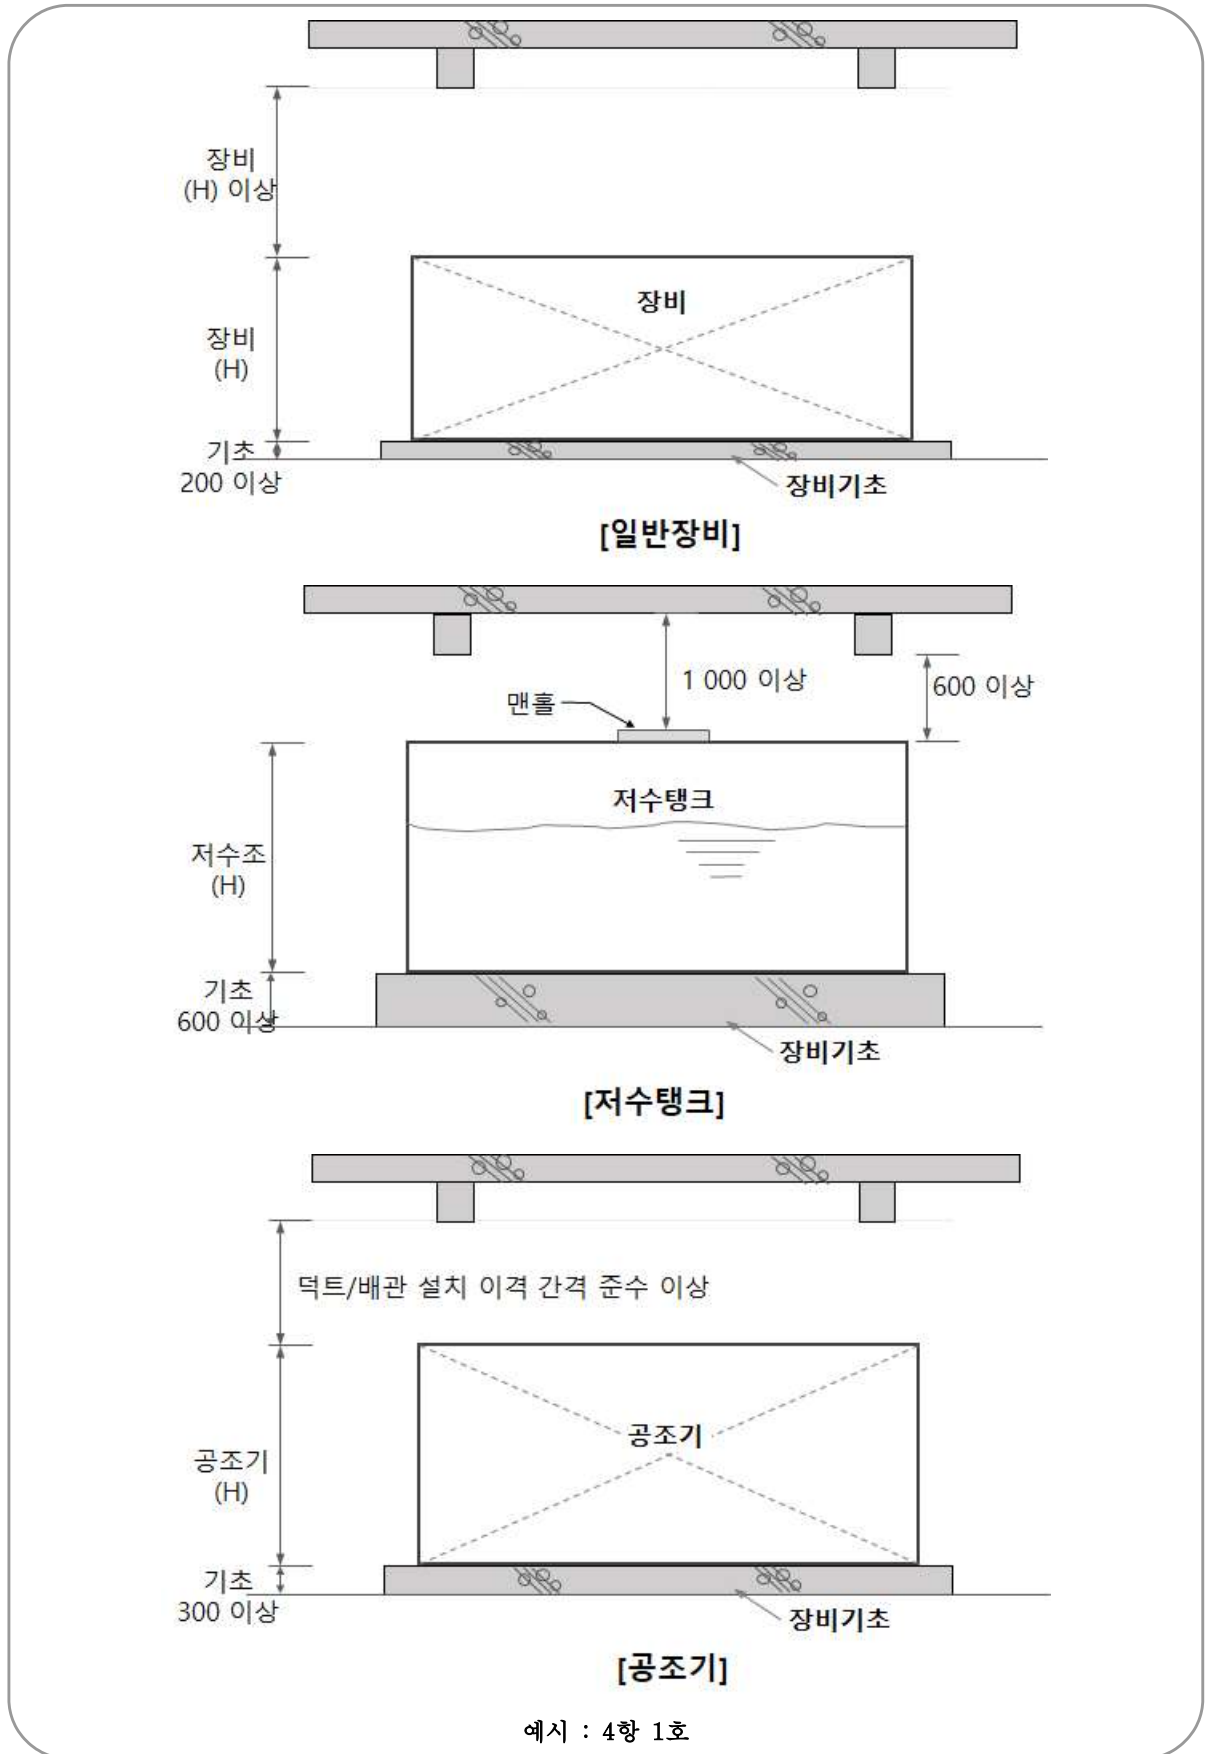 장비
(H) 이상
장비
장비
(H)
기초
200 이상
장비기초
[일반장비]
1 000 이상
600 이상
맨홀
저수탱크
저수조
(H)
기초
600 이상
장비기초
[저수탱크]
덕트/배관 설치 이격 간격 준수 이상
공조기
공조기
(H)
기초
300 이상
장비기초
[공조기]
예시 : 4항 1호